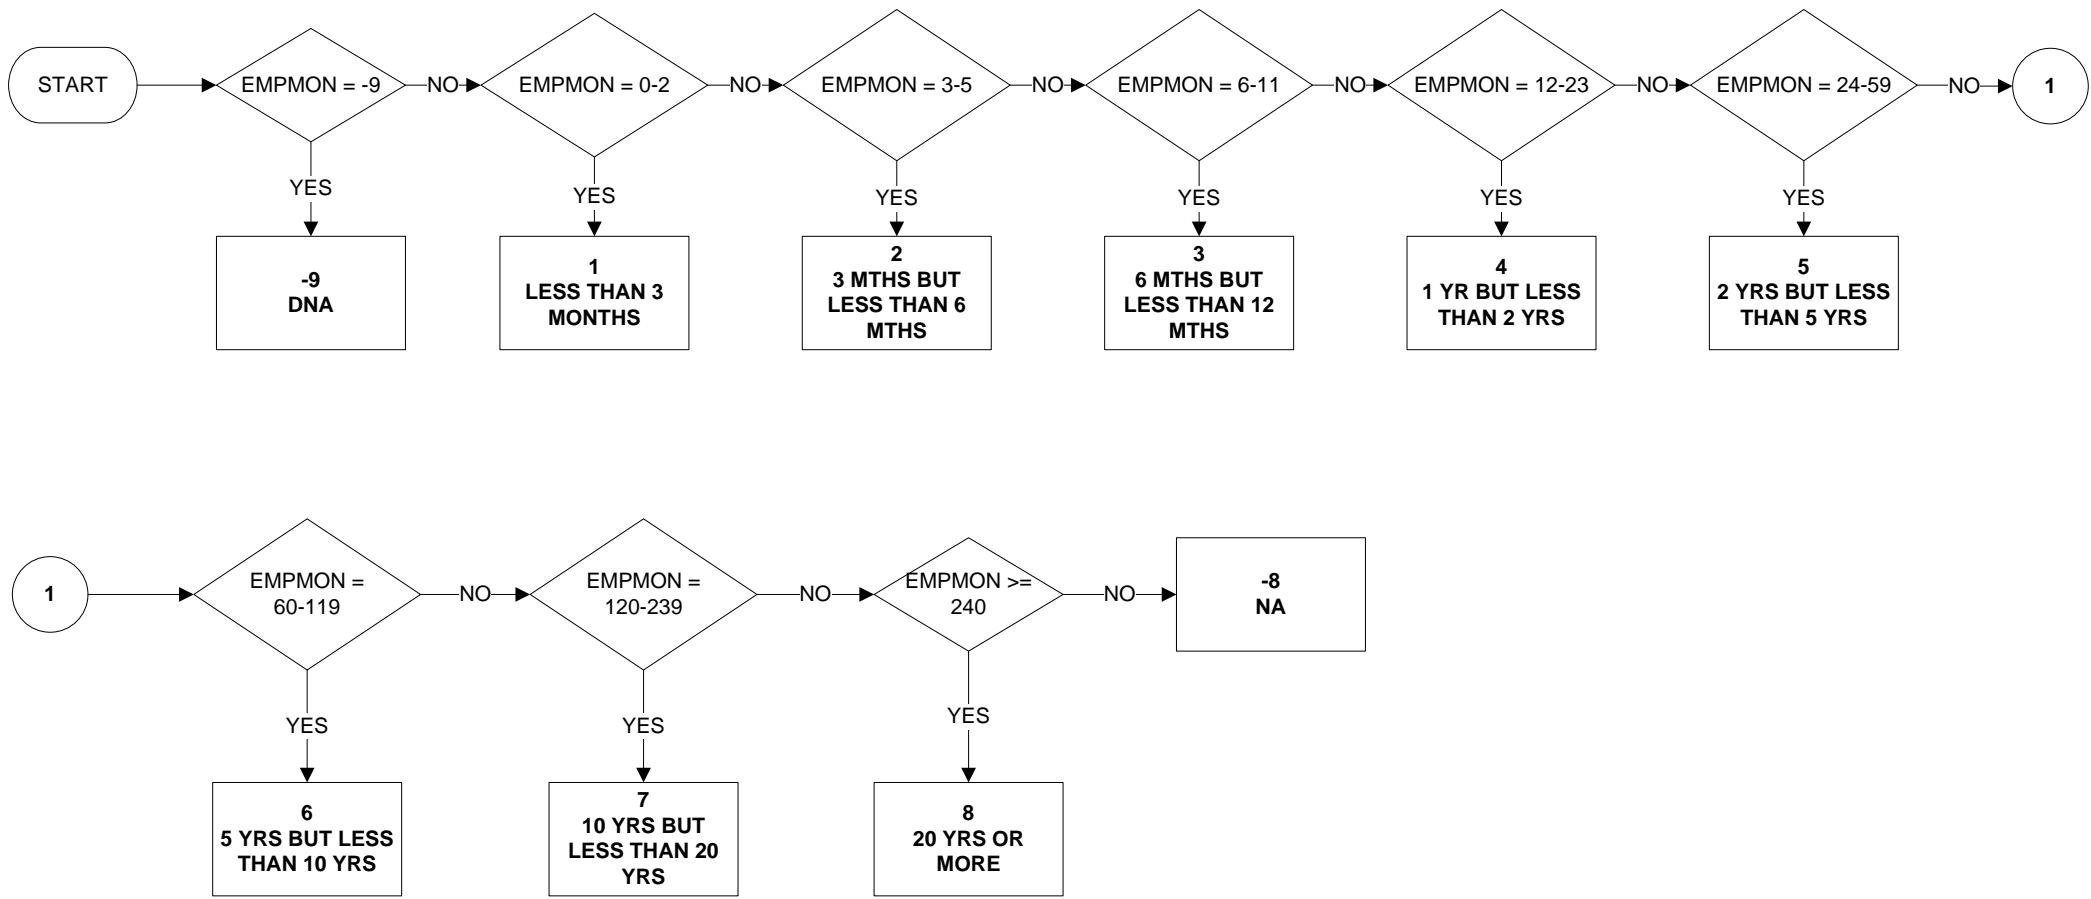 START
EMPMON = -9
NO
EMPMON = 0-2
NO
EMPMON = 3-5
NO
EMPMON = 6-11
NO
EMPMON = 12-23
NO
EMPMON = 24-59
NO
1
YES
YES
YES
YES
YES
YES
-9
DNA
1
LESS THAN 3
MONTHS
2
3 MTHS BUT
LESS THAN 6
MTHS
3
6 MTHS BUT
LESS THAN 12
MTHS
4
1 YR BUT LESS
THAN 2 YRS
5
2 YRS BUT LESS
THAN 5 YRS
1
EMPMON =
60-119
NO
EMPMON =
120-239
NO
EMPMON >=
240
NO
-8
NA
YES
YES
YES
6
5 YRS BUT LESS
THAN 10 YRS
7
10 YRS BUT
LESS THAN 20
YRS
8
20 YRS OR
MORE